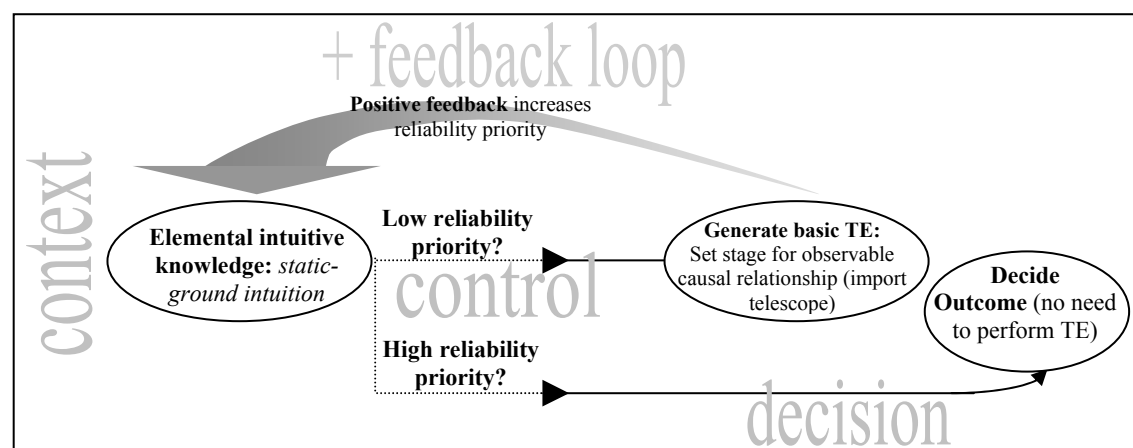 + feedback loop
Positive feedback increases
reliability priority
context
Elemental intuitive
knowledge: static-
ground intuition
Low reliability
priority?
control
Generate basic TE:
Set stage for observable
causal relationship (import
telescope)
Decide
Outcome (no need
to perform TE)
High reliability
priority?
decision